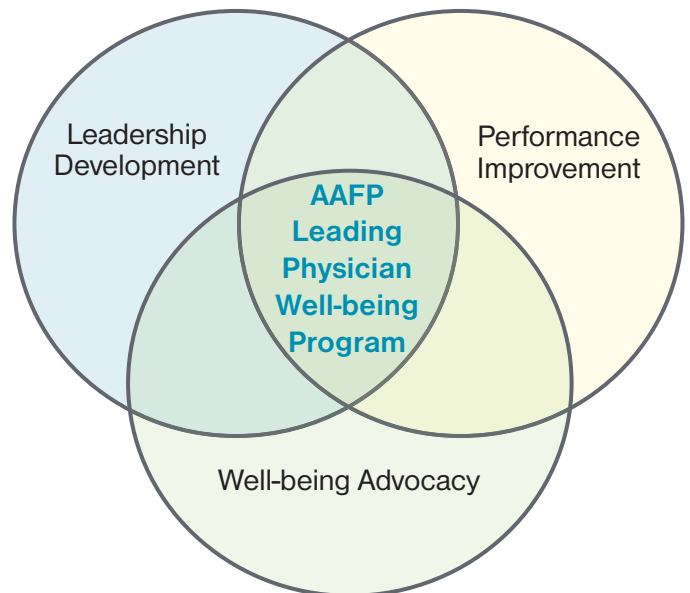 Leadership
Development
Performance
Improvement
AAFP
Leading
Physician
Well-being
Program
Well-being Advocacy